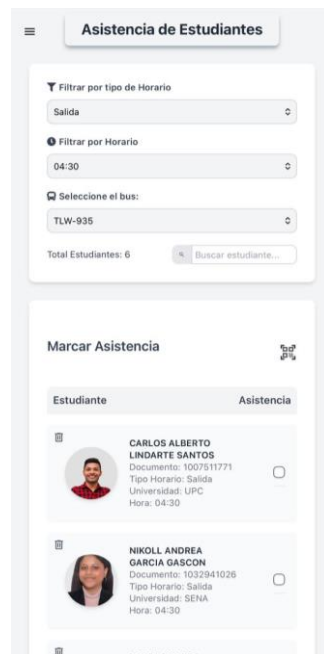 Asistencia de Estudiantes
Filtrar por tipo de Horario
Salida
Filtrar por Horario
04:30
Seleccione el bus:
TLW-935
Total Estudiantes: 6
Buscar estudiante...
Marcar Asistencia
Estudiante Asistencia
CARLOS ALBERTO
LINDARTE SANTOS
Documento: 1007511771
Tipo Horario: Salida
Universidad: UPC
Hora: 04:30
NIKOLL ANDREA
GARCIA GASCON
Documento: 1032941026
Tipo Horario: Salida
Universidad: SENA
Hora: 04:30